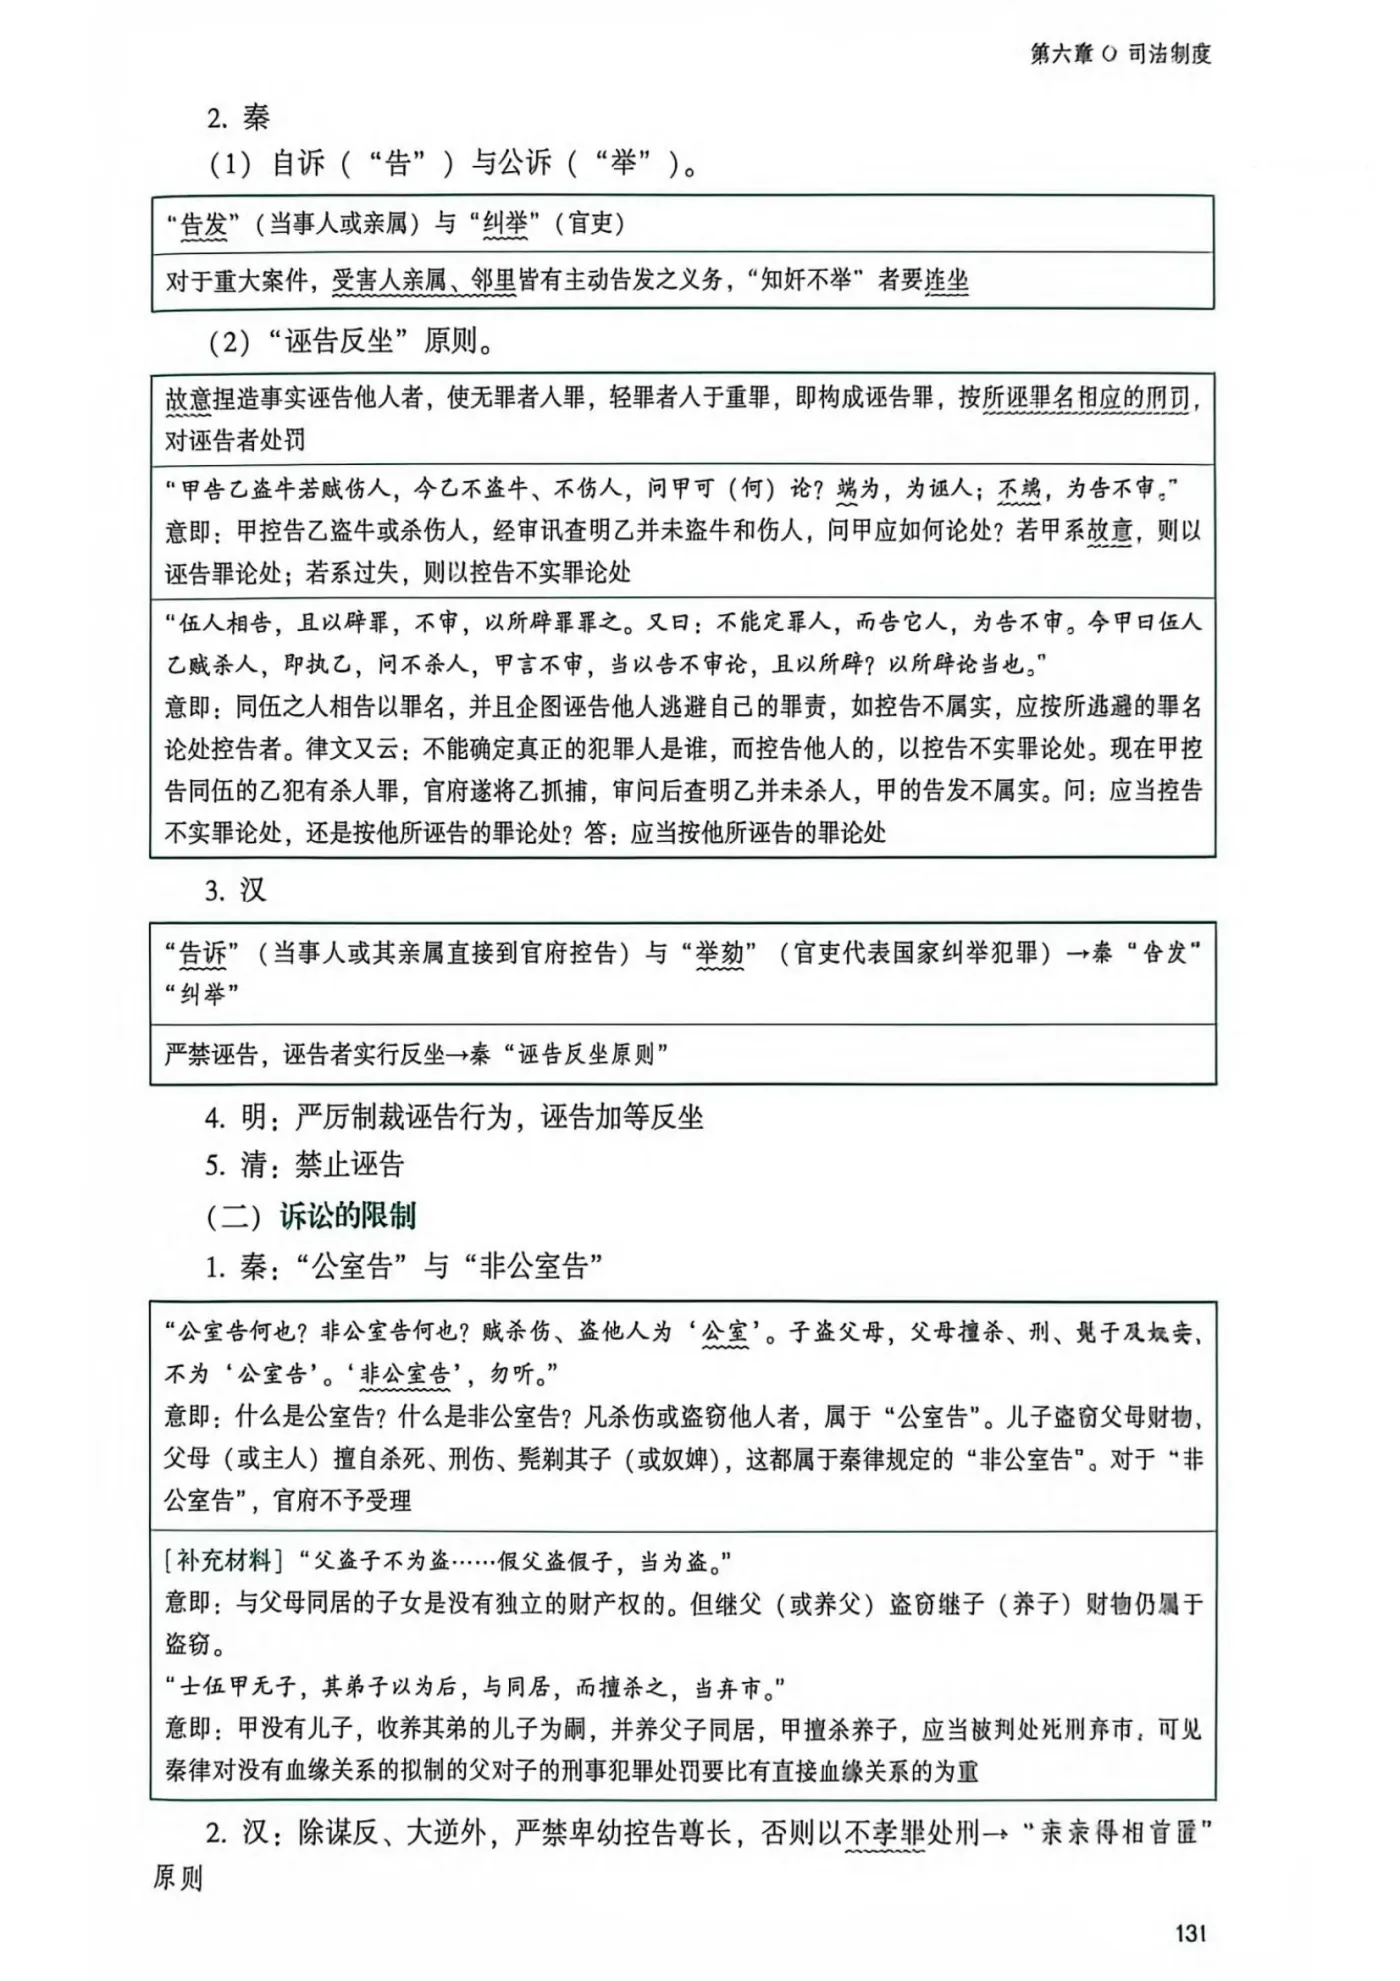 第六章 司法制度
2. 秦
（1）自诉（“告”）与公诉（“举”）。
“告发”（当事人或亲属）与“纠举”（官吏）
对于重大案件，受害人亲属、邻里皆有主动告发之义务，“知奸不举”者要连坐
（2）“诬告反坐”原则。
故意捏造事实诬告他人者，使无罪者入罪，轻罪者入于重罪，即构成诬告罪，按所诬罪名相应的刑罚，
对诬告者处罚
“甲告乙盗牛若贼伤人，今乙不盗牛、不伤人，问甲可（何）论？端为，为诬人；不端，为告不审。”
意即：甲控告乙盗牛或杀伤人，经审讯查明乙并未盗牛和伤人，问甲应如何论处？若甲系故意，则以
诬告罪论处；若系过失，则以控告不实罪论处
“伍人相告，且以辟罪，不审，以所辟罪罪之。又曰：不能定罪人，而告它人，为告不审。今甲曰伍人
乙贼杀人，即执乙，问不杀人，甲言不审，当以告不审论，且以所辟？以所辟论当也。”
意即：同伍之人相告以罪名，并且企图诬告他人逃避自己的罪责，如控告不属实，应按所逃避的罪名
论处控告者。律文又云：不能确定真正的犯罪人是谁，而控告他人的，以控告不实罪论处。现在甲控
告同伍的乙犯有杀人罪，官府遂将乙抓捕，审问后查明乙并未杀人，甲的告发不属实。问：应当控告
不实罪论处，还是按他所诬告的罪论处？答：应当按他所诬告的罪论处
3. 汉
“告诉”（当事人或其亲属直接到官府控告）与“举劾”（官吏代表国家纠举犯罪）→秦“告发”
“纠举”
严禁诬告，诬告者实行反坐→秦“诬告反坐原则”
4. 明：严厉制裁诬告行为，诬告加等反坐
5. 清：禁止诬告
（二）诉讼的限制
1. 秦：“公室告”与“非公室告”
“公室告何也？非公室告何也？贼杀伤、盗他人为‘公室’。子盗父母，父母擅杀、刑、髡子及奴妾，
不为‘公室告’。‘非公室告’，勿听。”
意即：什么是公室告？什么是非公室告？凡杀伤或盗窃他人者，属于“公室告”。儿子盗窃父母财物，
父母（或主人）擅自杀死、刑伤、髡剃其子（或奴婢），这都属于秦律规定的“非公室告”。对于“非
公室告”，官府不予受理
[补充材料]“父盗子不为盗……假父盗假子，当为盗。”
意即：与父母同居的子女是没有独立的财产权的。但继父（或养父）盗窃继子（养子）财物仍属于
盗窃。
“士伍甲无子，其弟子以为后，与同居，而擅杀之，当弃市。”
意即：甲没有儿子，收养其弟的儿子为嗣，并养父子同居，甲擅杀养子，应当被判处死刑弃市。可见
秦律对没有血缘关系的拟制的父对子的刑事犯罪处罚要比有直接血缘关系的为重
2. 汉：除谋反、大逆外，严禁卑幼控告尊长，否则以不孝罪处刑→“亲亲得相首匿”
原则
131